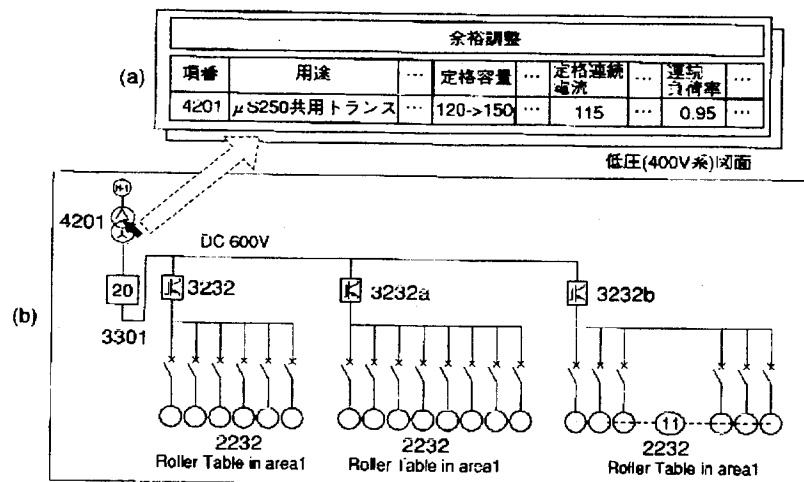 余裕調整
(a)
項番 用途 … 定格容量 … 定格連続電流 … 運転負荷率 …
4201 μS250共用トランス … 120->150 … 115 … 0.95 …
低圧(400V系)図面
M-1
4201
DC 600V
20
3232
3232a
3232b
(b)
3301
11
2232
2232
2232
Roller Table in area1
Roller Table in area1
Roller Table in area1